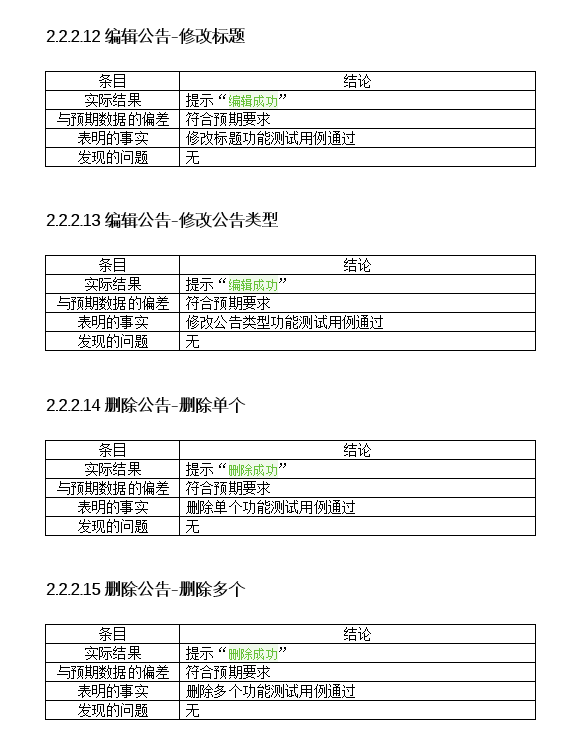 2.2.2.12 编辑公告-修改标题
条目 结论
实际结果 提示“编辑成功”
与预期数据的偏差 符合预期要求
表明的事实 修改标题功能测试用例通过
发现的问题 无
2.2.2.13 编辑公告-修改公告类型
条目 结论
实际结果 提示“编辑成功”
与预期数据的偏差 符合预期要求
表明的事实 修改公告类型功能测试用例通过
发现的问题 无
2.2.2.14 删除公告-删除单个
条目 结论
实际结果 提示“删除成功”
与预期数据的偏差 符合预期要求
表明的事实 删除单个功能测试用例通过
发现的问题 无
2.2.2.15 删除公告-删除多个
条目 结论
实际结果 提示“删除成功”
与预期数据的偏差 符合预期要求
表明的事实 删除多个功能测试用例通过
发现的问题 无